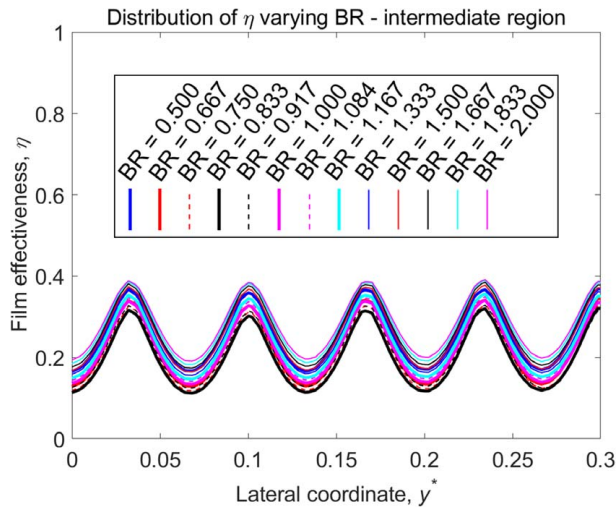 Distribution of η varying BR - intermediate region
1
0.8
0.6
0.4
0.2
0
Film effectiveness, η
BR = 0.500
BR = 0.667
BR = 0.750
BR = 0.833
BR = 0.917
BR = 1.000
BR = 1.084
BR = 1.167
BR = 1.333
BR = 1.500
BR = 1.667
BR = 1.833
BR = 2.000
0
0.05
0.1
0.15
0.2
0.25
0.3
Lateral coordinate, y*